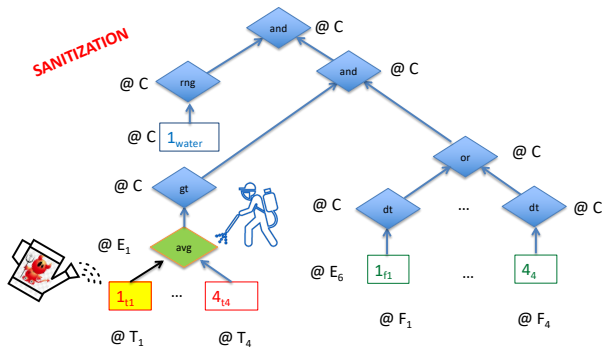 and
@ C
SANITIZATION
@ C
rng
and
@ C
@ C
1water
or
@ C
@ C
gt
@ C
dt
...
dt
@ C
@ E1
avg
@ E6
1f1
...
44
1t1
...
4t4
@ T1
@ T4
@ F1
@ F4